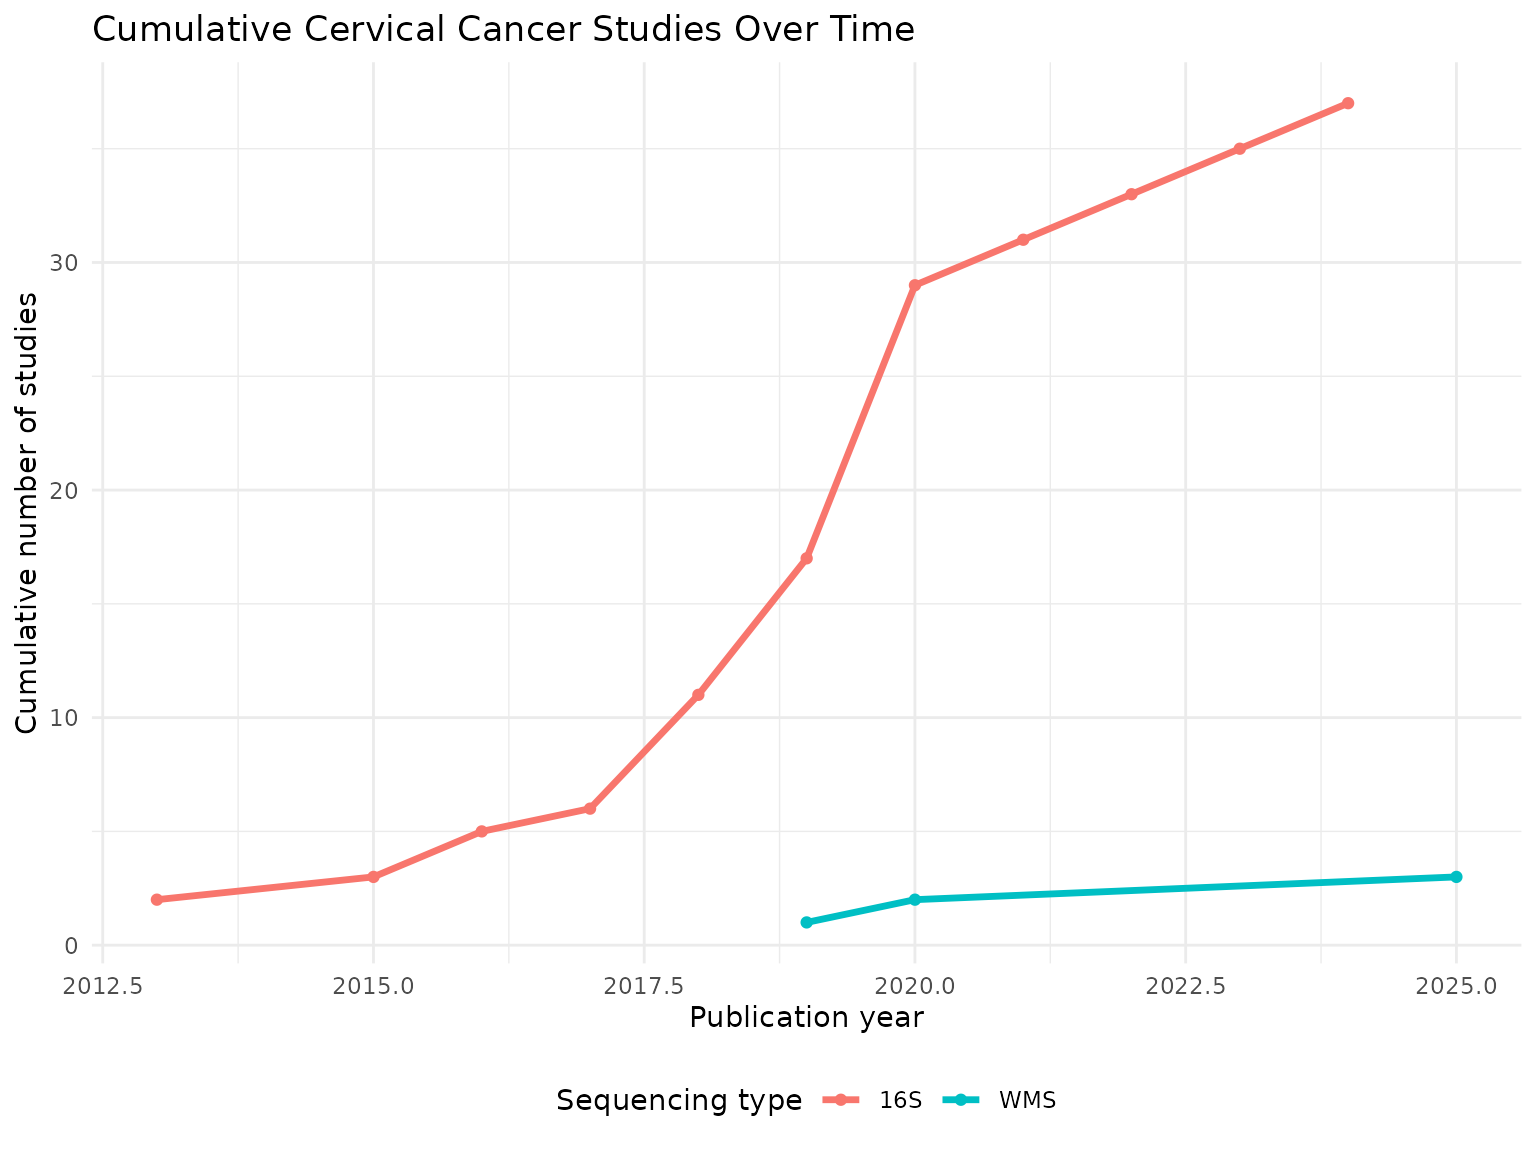 Cumulative Cervical Cancer Studies Over Time
Cumulative number of studies
30
20
10
0
2012.5 2015.0 2017.5 2020.0 2022.5 2025.0
Publication year
Sequencing type 16S WMS